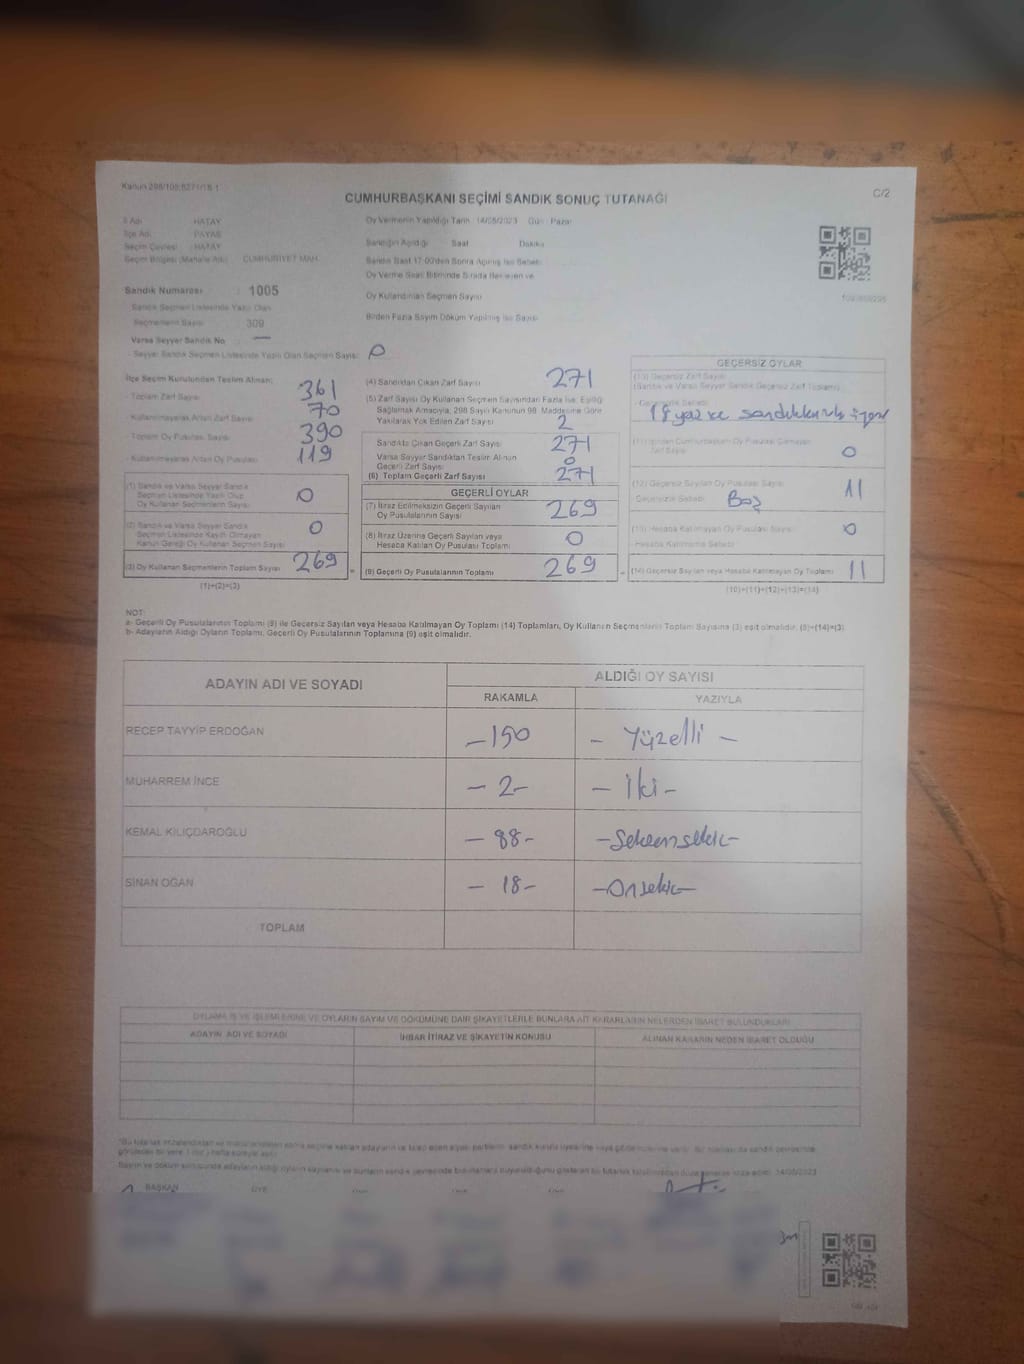 Kanun 298/105;6271/18-1
C/2
CUMHURBAŞKANI SEÇİMİ SANDIK SONUÇ TUTANAĞI
İl Adı HATAY
İlçe Adı PAYAS
Seçim Çevresi HATAY
Seçim Bölgesi (Mahalle Adı) CUMHURİYET MAH.
Sandık Numarası : 1005
Sandık Seçmen Listesinde Yazılı Olan
Seçmenlerin Sayısı 309
Varsa Seyyar Sandık No —
- Seyyar Sandık Seçmen Listesinde Yazılı Olan Seçmen Sayısı: 0
Oy Vermenin Yapıldığı Tarih : 14/05/2023 Gün : Pazar
Sandığın Açıldığı Saat Dakika
Sandık Saat 17:00'den Sonra Açılmış İse Sebebi
Oy Verme Saati Bitiminde Sırada Bekleyen ve
Oy Kullandırılan Seçmen Sayısı
Birden Fazla Sayım Döküm Yapılmış İse Sayısı
İlçe Seçim Kurulundan Teslim Alınan;
- Toplam Zarf Sayısı 361
- Kullanılmayarak Artan Zarf Sayısı 70
- Toplam Oy Pusulası Sayısı 390
- Kullanılmayarak Artan Oy Pusulası 119
(1) Sandık ve Varsa Seyyar Sandık
Seçmen Listesinde Yazılı Olup
Oy Kullanan Seçmenlerin Sayısı 0
(2) Sandık ve Varsa Seyyar Sandık
Seçmen Listesinde Kayıtlı Olmayan
Kanun Gereği Oy Kullanan Seçmen Sayısı 0
(3) Oy Kullanan Seçmenlerin Toplam Sayısı 269
(1)+(2)=(3)
(4) Sandıktan Çıkan Zarf Sayısı 271
(5) Zarf Sayısı Oy Kullanan Seçmen Sayısından Fazla İse, Eşitliği
Sağlamak Amacıyla, 298 Sayılı Kanunun 98. Maddesine Göre
Yakılarak Yok Edilen Zarf Sayısı 2
Sandıkta Çıkan Geçerli Zarf Sayısı 271
Varsa Seyyar Sandıktan Teslim Alınan
Geçerli Zarf Sayısı 0
(6) Toplam Geçerli Zarf Sayısı 271
GEÇERLİ OYLAR
(7) İtiraz Edilmeksizin Geçerli Sayılan
Oy Pusulalarının Sayısı 269
(8) İtiraz Üzerine Geçerli Sayılan veya
Hesaba Katılan Oy Pusulası Toplamı 0
(9) Geçerli Oy Pusulalarının Toplamı 269
GEÇERSİZ OYLAR
(10) Geçersiz Zarf Sayısı
(Sandık ve Varsa Seyyar Sandık Geçersiz Zarf Toplamı)
- Geçersizlik Sebebi
Zarf Sayısı 0
(12) Geçersiz Sayılan Oy Pusulası Sayısı 11
- Geçersizlik Sebebi Boş
(13) Hesaba Katılmayan Oy Pusulası Sayısı 0
- Hesaba Katılmama Sebebi
(14) Geçersiz Sayılan veya Hesaba Katılmayan Oy Toplamı 11
(10)+(11)+(12)+(13)=(14)
NOT:
a- Geçerli Oy Pusulalarının Toplamı (9) ile Geçersiz Sayılan veya Hesaba Katılmayan Oy Toplamı (14) Toplamları, Oy Kullanan Seçmenlerin Toplam Sayısına (3) eşit olmalıdır. (9)+(14)=(3)
b- Adayların Aldığı Oyların Toplamı, Geçerli Oy Pusulalarının Toplamına (9) eşit olmalıdır.
ADAYIN ADI VE SOYADI ALDIĞI OY SAYISI
RAKAMLA YAZIYLA
RECEP TAYYİP ERDOĞAN –150 – Yüzelli –
MUHARREM İNCE – 2– – İki –
KEMAL KILIÇDAROĞLU – 88– –Seksensekiz–
SİNAN OĞAN – 18– –Onsekiz–
TOPLAM
OYLAMA İŞ VE İŞLEMLERİNE VE OYLARIN SAYIM VE DÖKÜMÜNE DAİR ŞİKAYETLERLE BUNLARA AİT KARARLARIN NELERDEN İBARET BULUNDUKLARI
ADAYIN ADI VE SOYADI İHBAR İTİRAZ VE ŞİKAYETİN KONUSU ALINAN KARARIN NEDEN İBARET OLDUĞU
BAŞKAN ÜYE